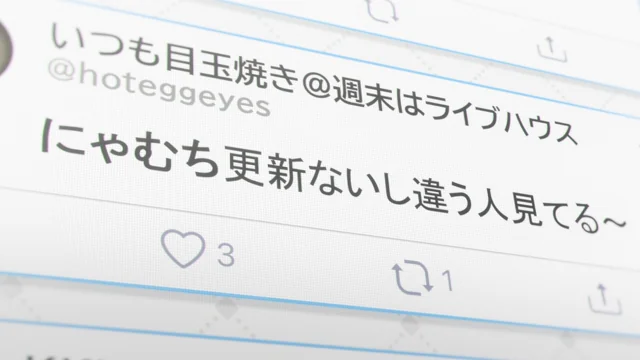 いつも目玉焼き@週末はライブハウス
@hoteggeyes
にゃむち更新ないし違う人見てる～
3
1